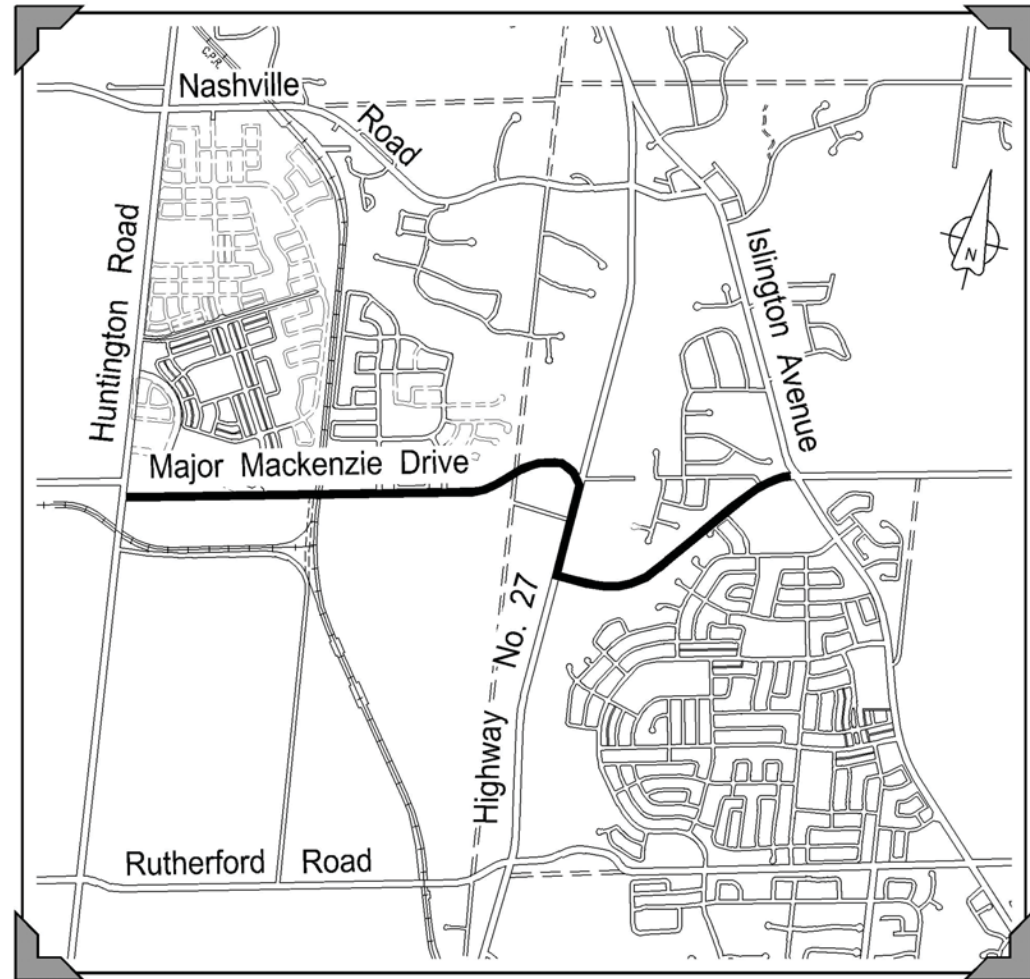 C.P.R.
Nashville Road
Huntington Road
Islington Avenue
N
Major Mackenzie Drive
Highway No. 27
Rutherford Road